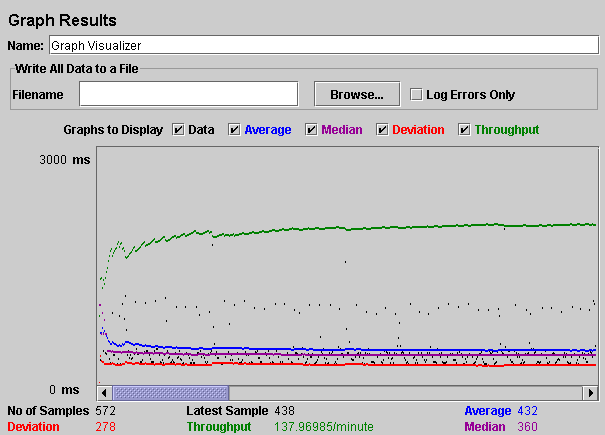 Graph Results
Name: Graph Visualizer
Write All Data to a File
Filename Browse... Log Errors Only
Graphs to Display Data Average Median Deviation Throughput
3000 ms
0 ms
No of Samples 572 Latest Sample 438 Average 432
Deviation 278 Throughput 137.96985/minute Median 360